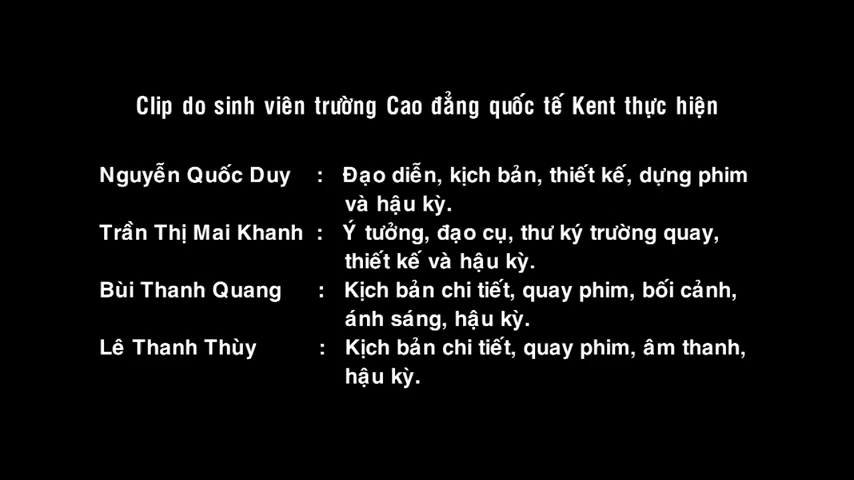 Clip do sinh viên trường Cao đẳng quốc tế Kent thực hiện
Nguyễn Quốc Duy : Đạo diễn, kịch bản, thiết kế, dựng phim
và hậu kỳ.
Trần Thị Mai Khanh : Ý tưởng, đạo cụ, thư ký trường quay,
thiết kế và hậu kỳ.
Bùi Thanh Quang : Kịch bản chi tiết, quay phim, bối cảnh,
ánh sáng, hậu kỳ.
Lê Thanh Thùy : Kịch bản chi tiết, quay phim, âm thanh,
hậu kỳ.